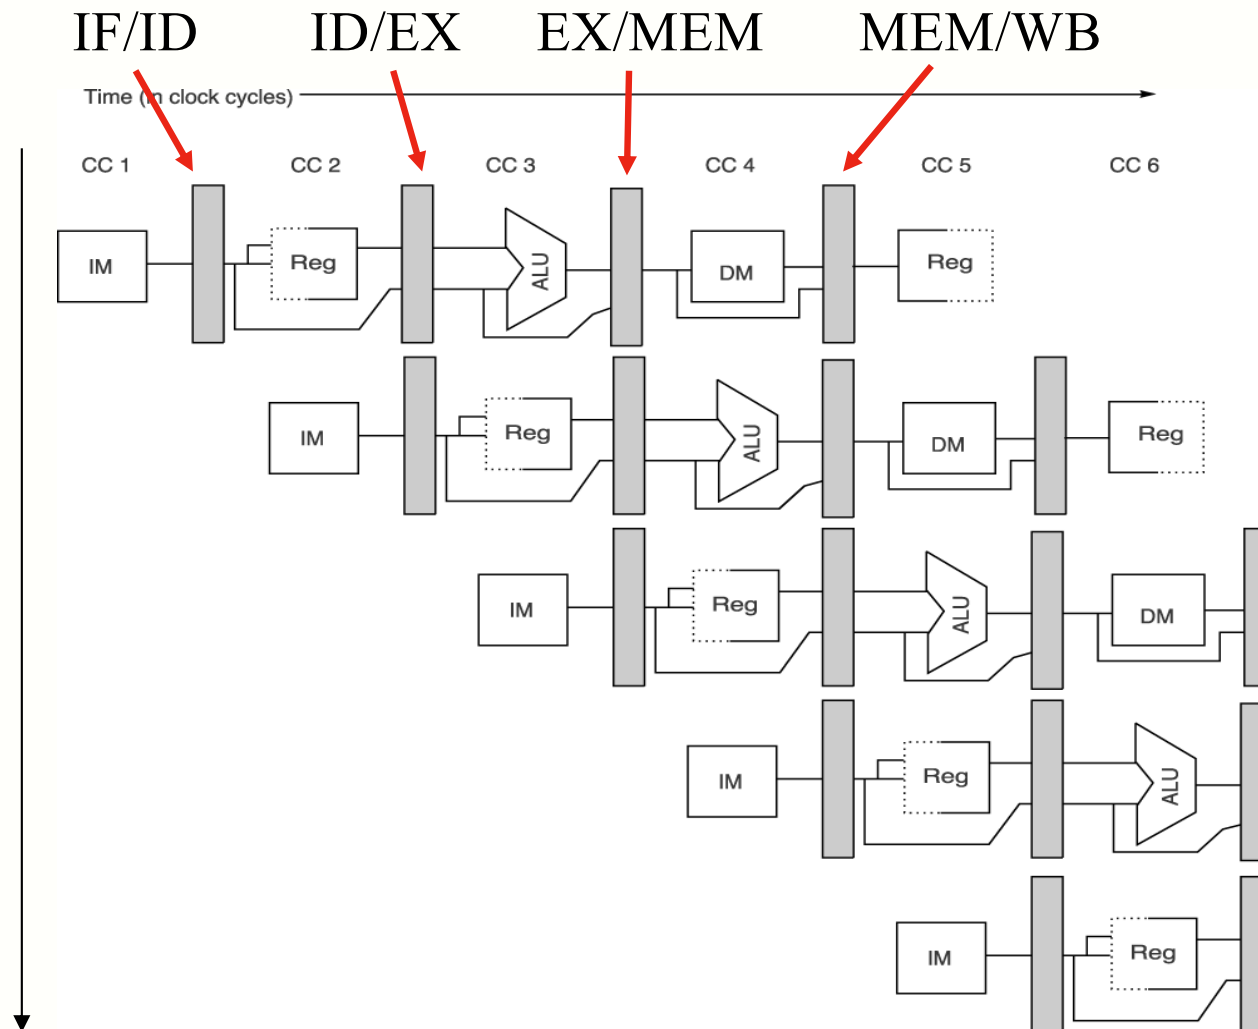 IF/ID ID/EX EX/MEM MEM/WB
Time (in clock cycles)
CC 1 CC 2 CC 3 CC 4 CC 5 CC 6
IM Reg ALU DM Reg
IM Reg ALU DM Reg
IM Reg ALU DM
IM Reg ALU
IM Reg